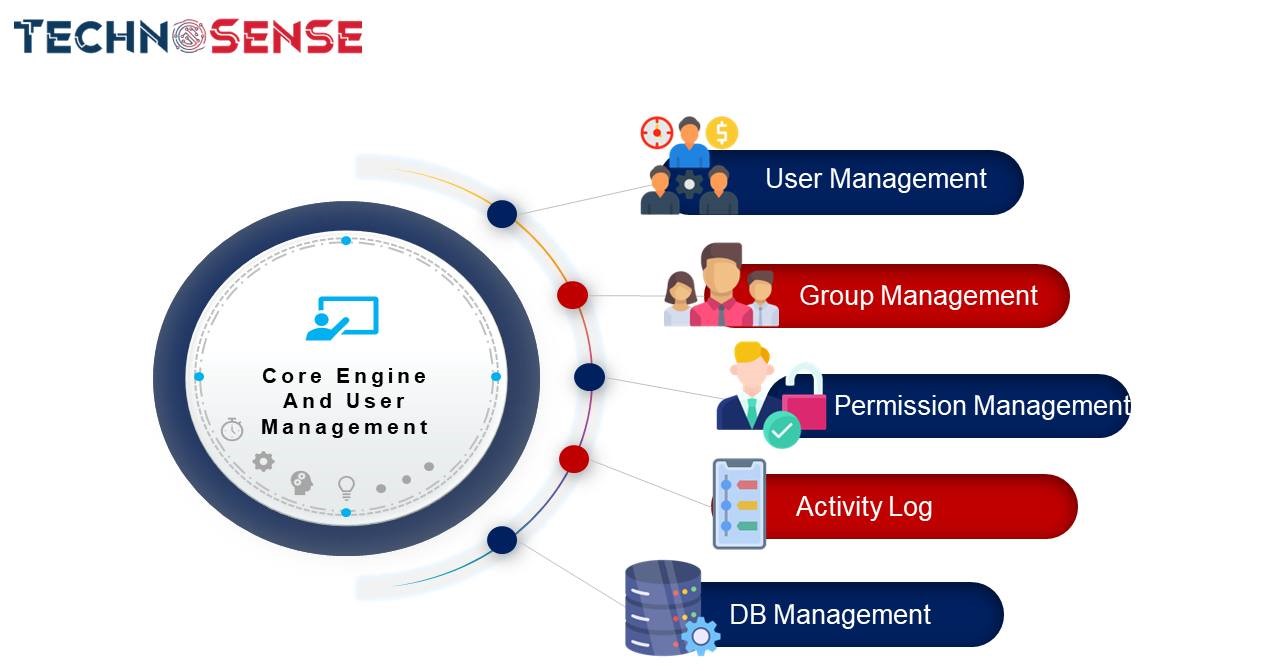 TECHNOSENSE
User Management
Group Management
Core Engine
And User
Management
Permission Management
Activity Log
DB Management